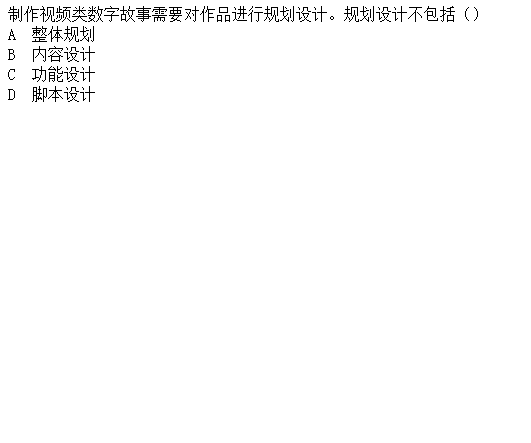 制作视频类数字故事需要对作品进行规划设计。规划设计不包括（）
A  整体规划
B  内容设计
C  功能设计
D  脚本设计